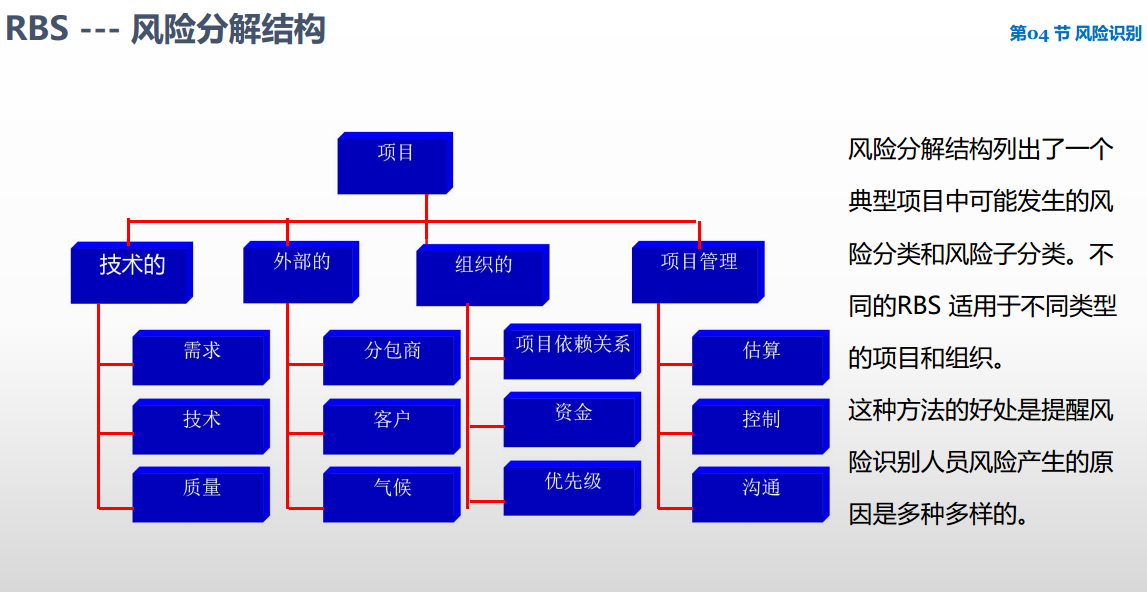 RBS --- 风险分解结构
第04 节 风险识别
项目
技术的
外部的
组织的
项目管理
需求
分包商
项目依赖关系
估算
技术
客户
资金
控制
质量
气候
优先级
沟通
风险分解结构列出了一个
典型项目中可能发生的风
险分类和风险子分类。不
同的RBS 适用于不同类型
的项目和组织。
这种方法的好处是提醒风
险识别人员风险产生的原
因是多种多样的。